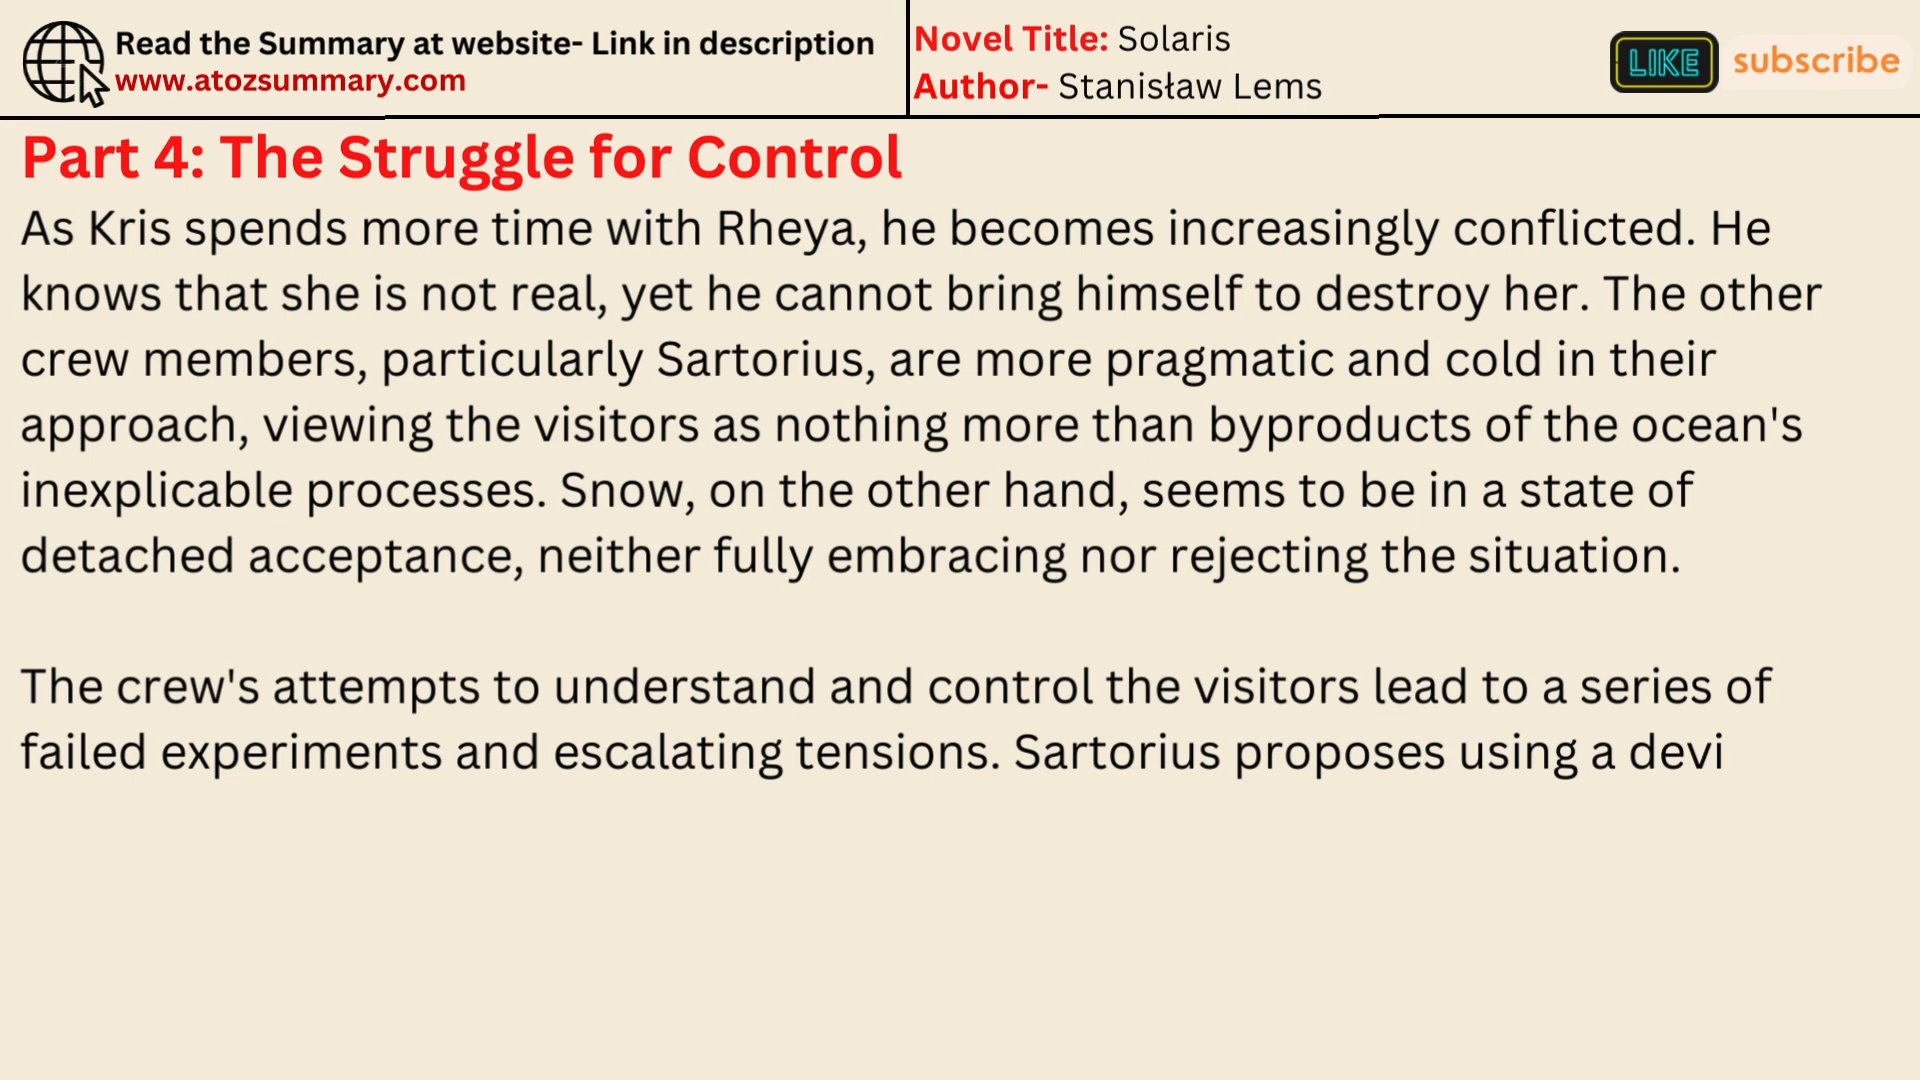 Read the Summary at website- Link in description
www.atozsummary.com
Novel Title: Solaris
Author- Stanisław Lems
LIKE
subscribe
Part 4: The Struggle for Control
As Kris spends more time with Rheya, he becomes increasingly conflicted. He
knows that she is not real, yet he cannot bring himself to destroy her. The other
crew members, particularly Sartorius, are more pragmatic and cold in their
approach, viewing the visitors as nothing more than byproducts of the ocean's
inexplicable processes. Snow, on the other hand, seems to be in a state of
detached acceptance, neither fully embracing nor rejecting the situation.
The crew's attempts to understand and control the visitors lead to a series of
failed experiments and escalating tensions. Sartorius proposes using a devi